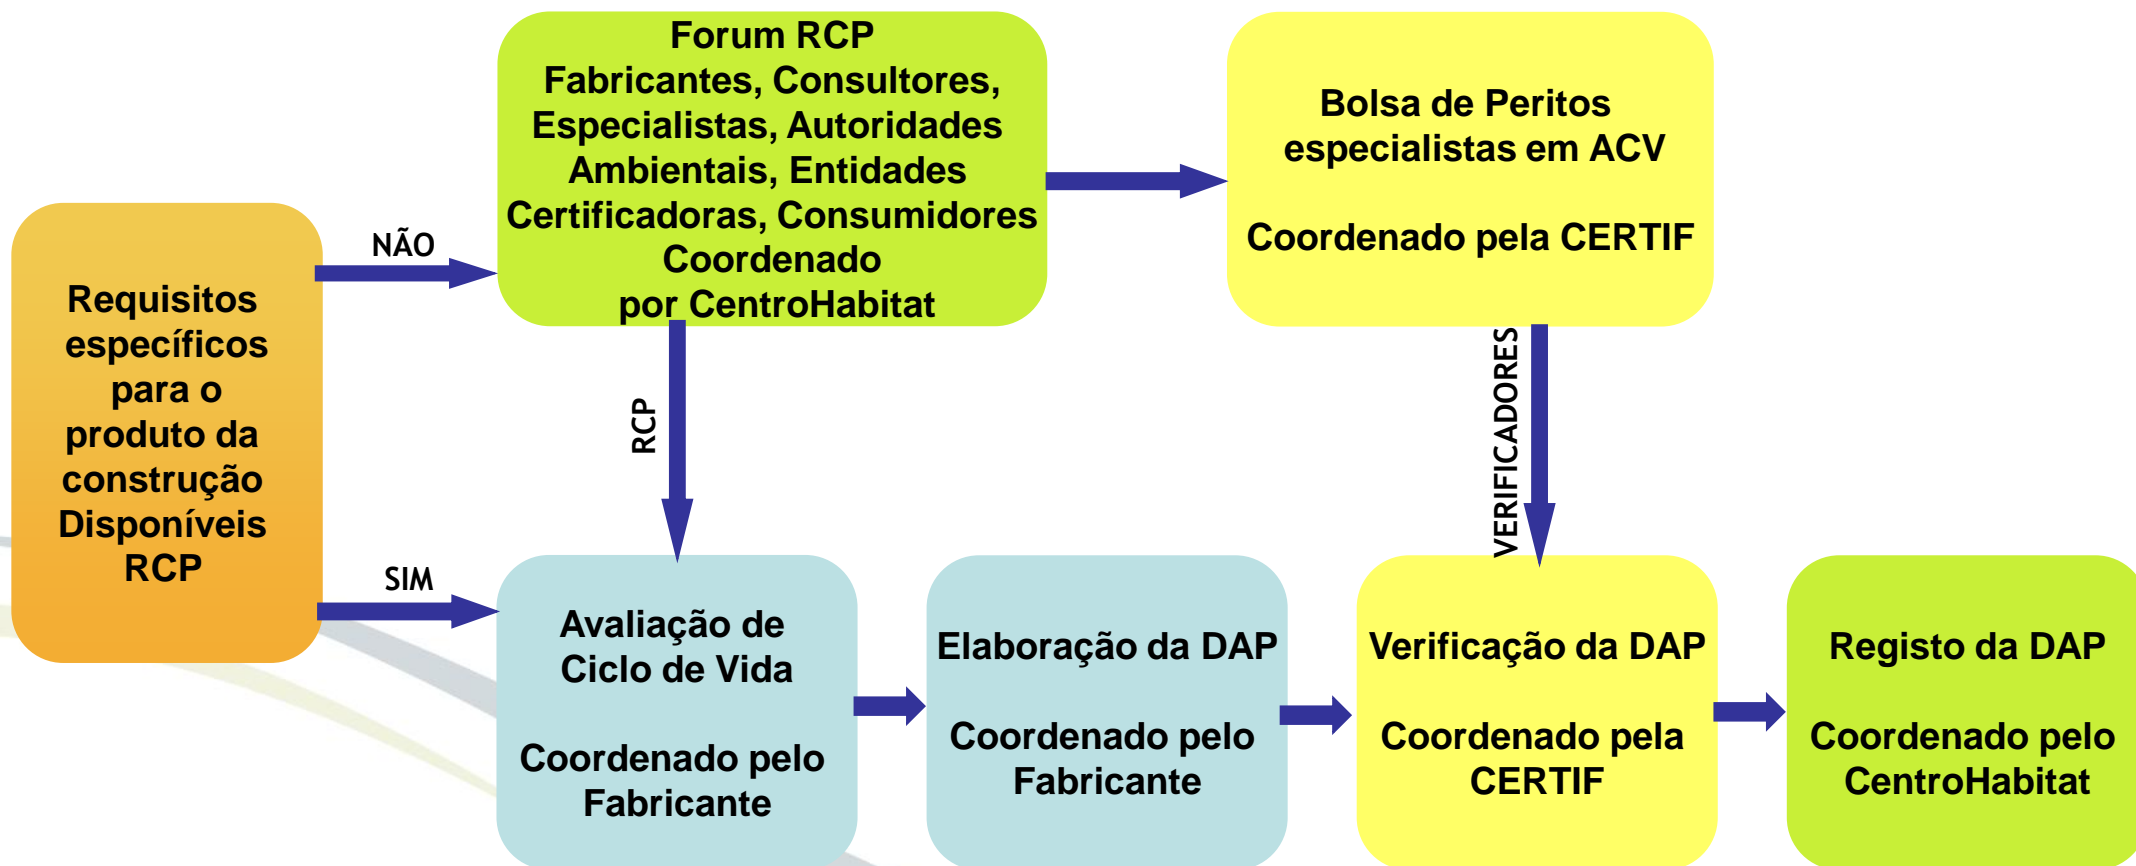 Requisitos
específicos
para o
produto da
construção
Disponíveis
RCP
NÃO
SIM
Forum RCP
Fabricantes, Consultores,
Especialistas, Autoridades
Ambientais, Entidades
Certificadoras, Consumidores
Coordenado
por CentroHabitat
Bolsa de Peritos
especialistas em ACV
Coordenado pela CERTIF
RCP
VERIFICADORES
Avaliação de
Ciclo de Vida
Coordenado pelo
Fabricante
Elaboração da DAP
Coordenado pelo
Fabricante
Verificação da DAP
Coordenado pela
CERTIF
Registo da DAP
Coordenado pelo
CentroHabitat